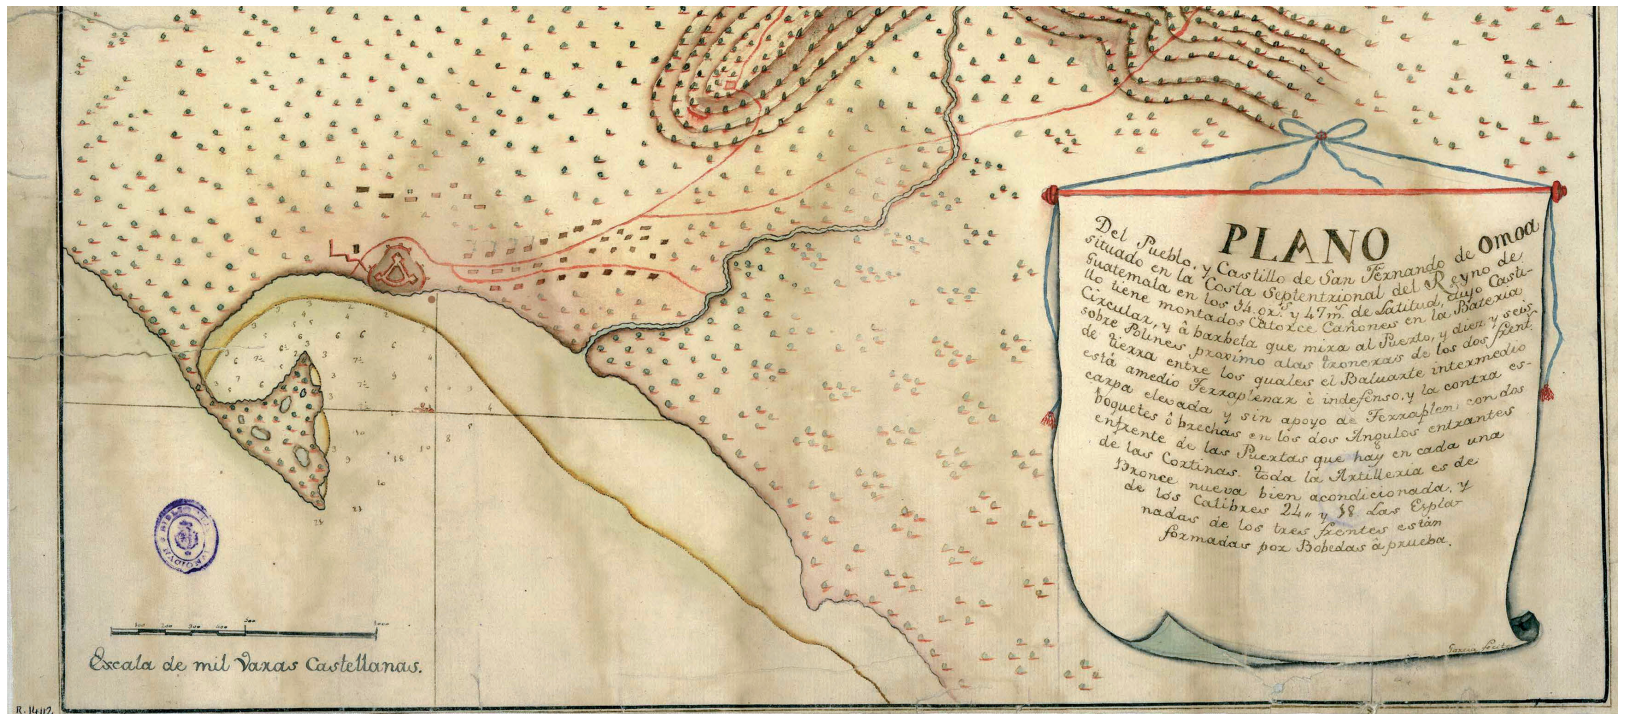 PLANO
Del Pueblo, y Castillo de San Fernando de Omoa
situado en la Costa Septentrional del Reyno de
Guatemala en los 14. gr.^s y 47 m.^s de Latitud, cuyo Casti-
llo tiene montados Catorce Cañones en la Bateria
Circular, y â barbeta que mira al Puerto, y diez y seis
sobre Polines proximo alas troneras de los dos frent.^s
de tierra entre los quales el Baluarte intermedio
está amedio Terraplenar è indefenso, y la contra es-
carpa elevada y sin apoyo de Terraplen, con dos
boquetes ô brechas en los dos Angulos entrantes
enfrente de las Puertas que hay en cada una
de las Cortinas. toda la Artilleria es de
Bronce nueva bien acondicionada, y
de los Calibres 24,, y 18 Las Espla-
nadas de los tres frentes están
formadas por Bobedas â prueba.
Escala de mil Varas Castellanas.